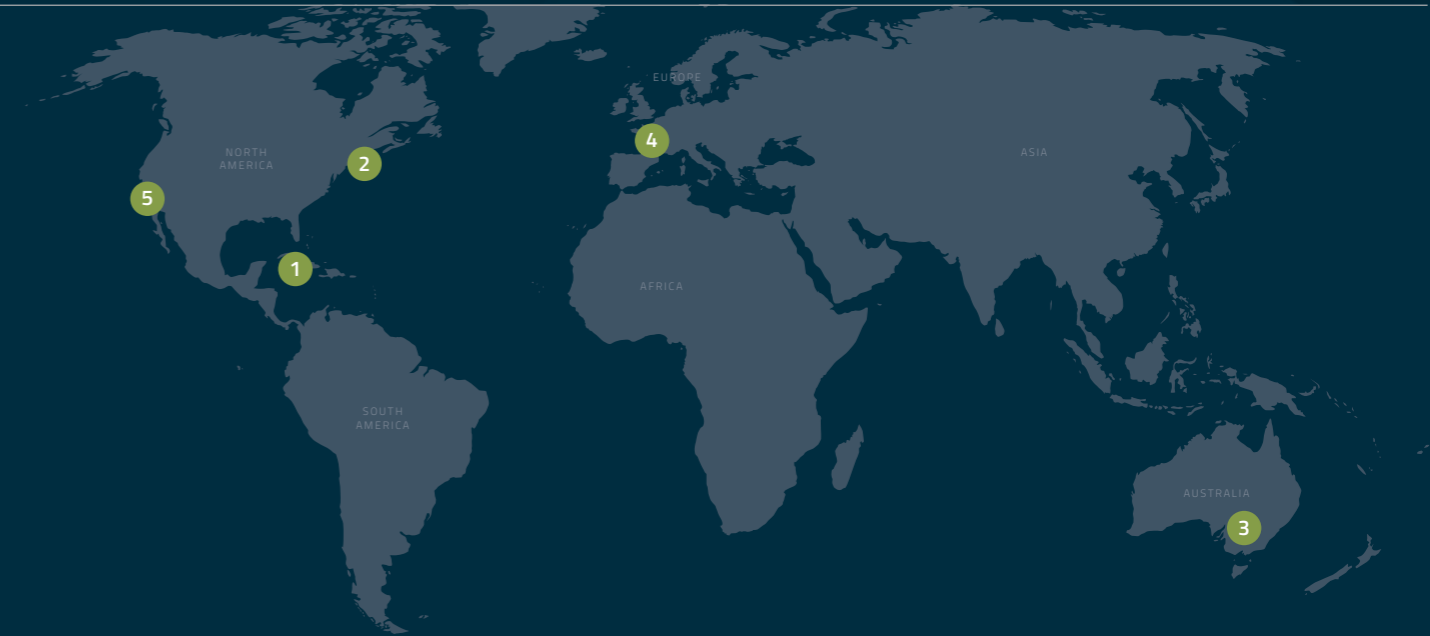 EUROPE
4
NORTH
AMERICA
2
ASIA
5
1
AFRICA
SOUTH
AMERICA
AUSTRALIA
3